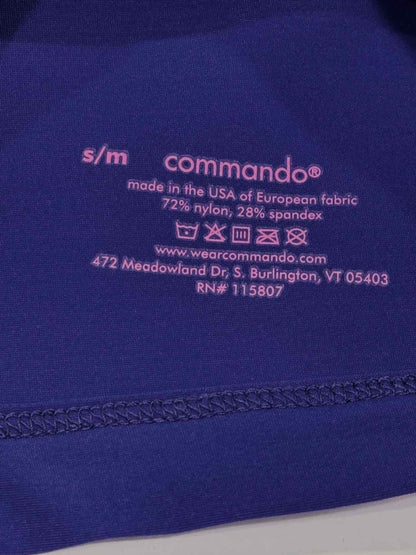 s/m commando®
made in the USA of European fabric
72% nylon, 28% spandex
www.wearcommando.com
472 Meadowland Dr, S. Burlington, VT 05403
RN# 115807